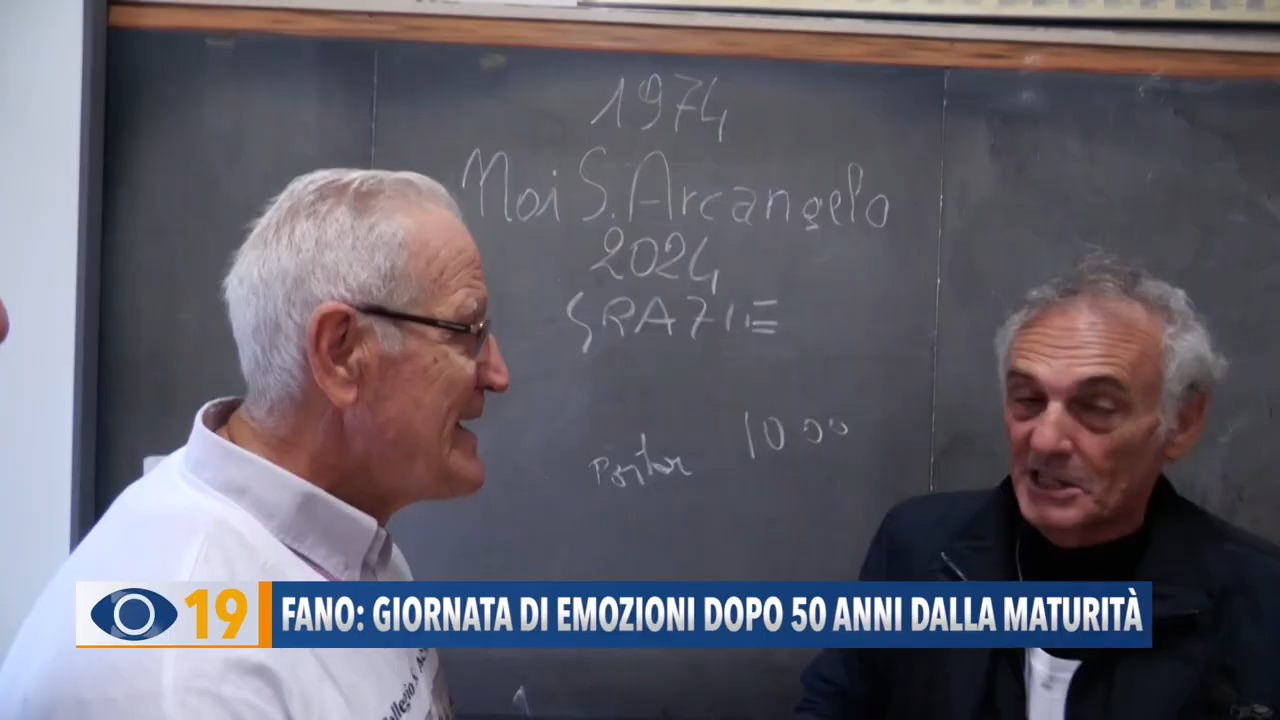 1974
Noi S. Arcangelo
2024
GRAZIE
10 00
19
FANO: GIORNATA DI EMOZIONI DOPO 50 ANNI DALLA MATURITÀ